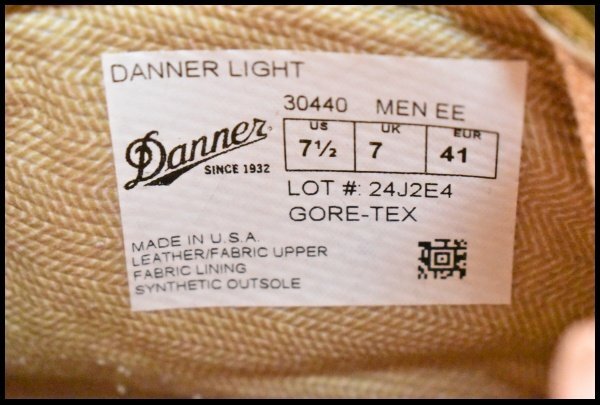 DANNER LIGHT
30440 MEN EE
Danner
SINCE 1932
US UK EUR
7½ 7 41
LOT #: 24J2E4
GORE-TEX
MADE IN U.S.A.
LEATHER/FABRIC UPPER
FABRIC LINING
SYNTHETIC OUTSOLE